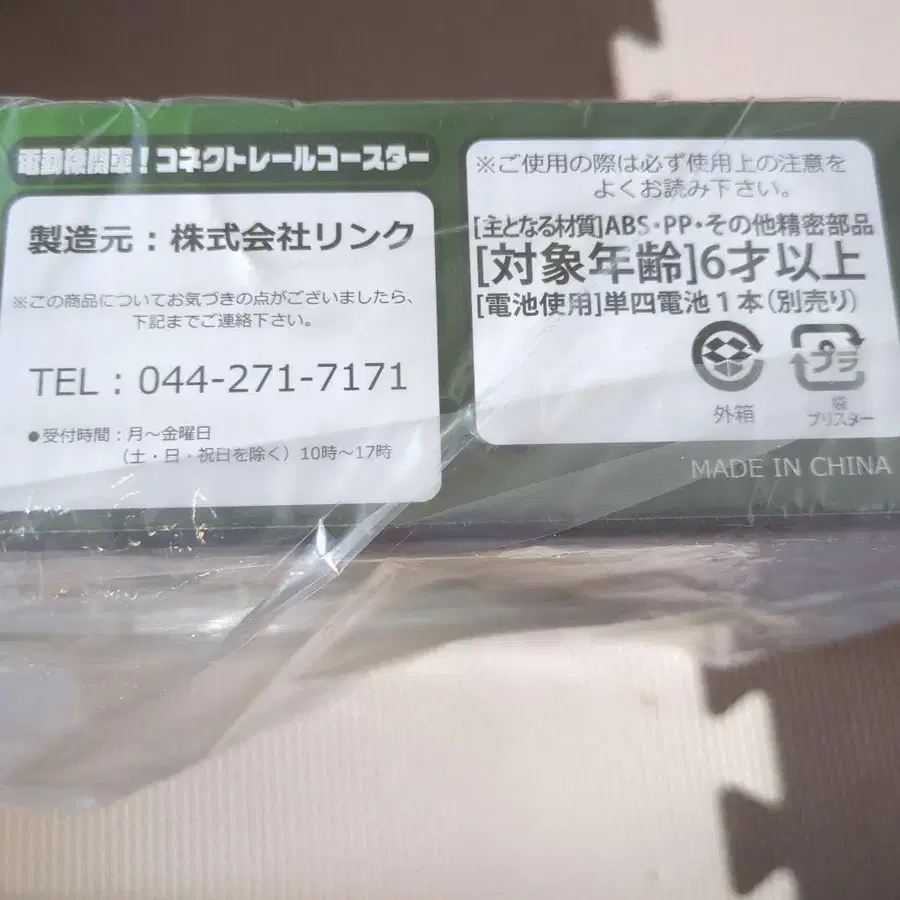 電動機関車!コネクトレールコースター
製造元:株式会社リンク
※この商品についてお気づきの点がございましたら、
下記までご連絡下さい。
TEL : 044-271-7171
●受付時間:月~金曜日
(土・日・祝日を除く)10時~17時
※ご使用の際は必ず使用上の注意を
よくお読み下さい。
[主となる材質]ABS・PP・その他精密部品
[対象年齢]6才以上
[電池使用]単四電池1本(別売り)
外箱
プラ
袋
ブリスター
MADE IN CHINA